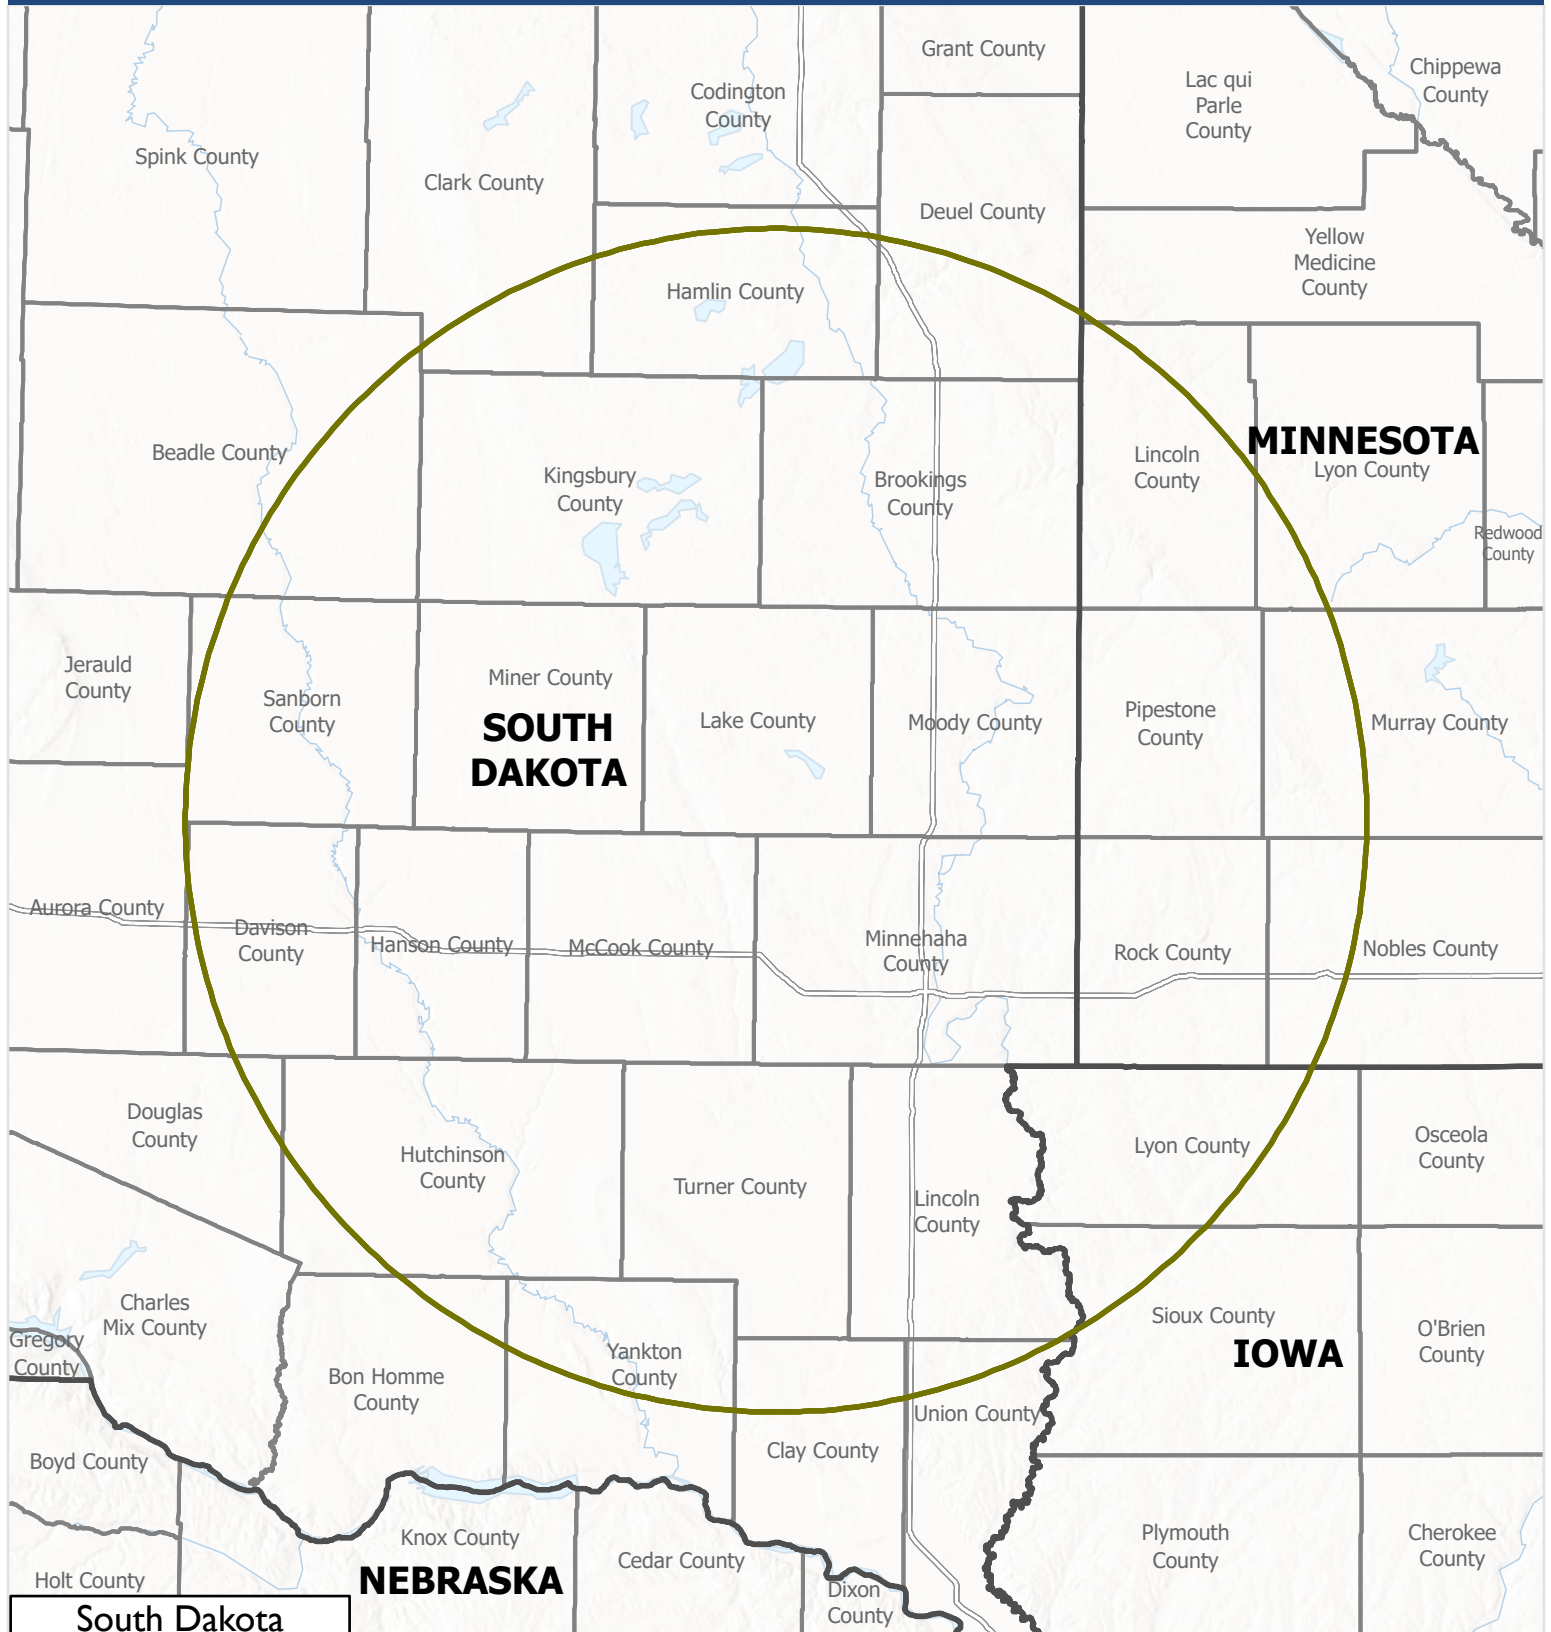 Grant County
Codington
County
Lac qui
Parle
County
Chippewa
County
Spink County
Clark County
Deuel County
Yellow
Medicine
County
Hamlin County
Beadle County
Kingsbury
County
Brookings
County
Lincoln
County
MINNESOTA
Lyon County
Redwood
County
Jerauld
County
Sanborn
County
Miner County
SOUTH
DAKOTA
Lake County
Moody County
Pipestone
County
Murray County
Aurora County
Davison
County
Hanson County
McCook County
Minnehaha
County
Rock County
Nobles County
Douglas
County
Hutchinson
County
Turner County
Lincoln
County
Lyon County
Osceola
County
Charles
Mix County
Gregory
County
Bon Homme
County
Yankton
County
Sioux County
IOWA
O'Brien
County
Union County
Clay County
Boyd County
Knox County
NEBRASKA
Cedar County
Plymouth
County
Cherokee
County
Holt County
Dixon
County
South Dakota